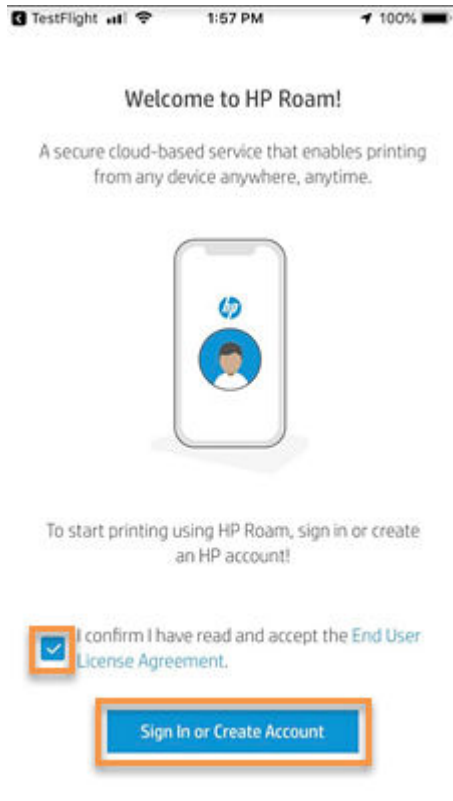 TestFlight 1:57 PM 100%
Welcome to HP Roam!
A secure cloud-based service that enables printing
from any device anywhere, anytime.
hp
To start printing using HP Roam, sign in or create
an HP account!
I confirm I have read and accept the End User
License Agreement.
Sign In or Create Account